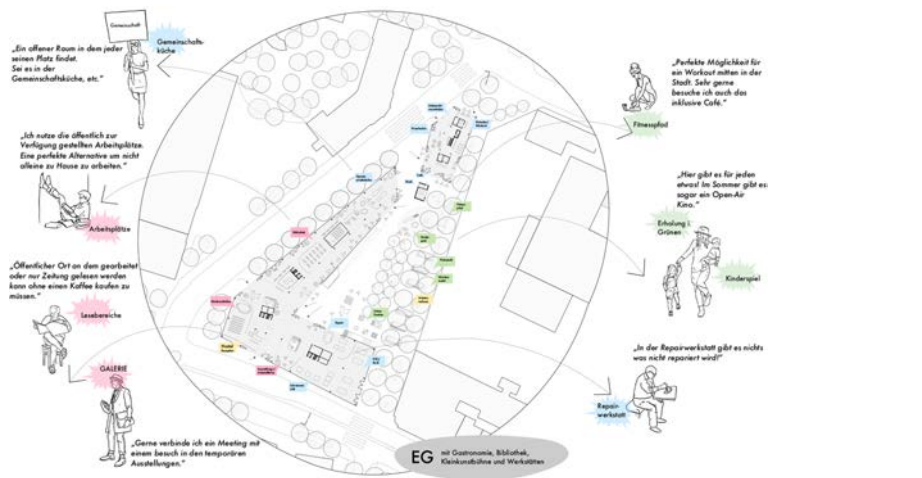 Gemeinschaft
Gemeinschafts-
küche
„Ein offener Raum in dem jeder
seinen Platz findet.
Sei es in der
Gemeinschaftsküche, etc."
„Ich nutze die öffentlich zur
Verfügung gestellten Arbeitsplätze.
Eine perfekte Alternative um nicht
alleine zu Hause zu arbeiten."
Arbeitsplätze
„Öffentlicher Ort an dem gearbeitet
oder nur Zeitung gelesen werden
kann ohne einen Kaffee kaufen zu
müssen."
Lesebereiche
GALERIE
„Gerne verbinde ich ein Meeting mit
einem besuch in den temporären
Ausstellungen."
„Perfekte Möglichkeit für
ein Workout mitten in der
Stadt. Sehr gerne
besuche ich auch das
inklusive Café."
Fitnesspfad
„Hier gibt es für jeden
etwas! Im Sommer gibt es
sogar ein Open-Air
Kino."
Erholung i.
Grünen
Kinderspiel
„In der Repairwerkstatt gibt es nichts
was nicht repariert wird!"
Repair-
werkstatt
EG mit Gastronomie, Bibliothek,
Kleinkunstbühne und Werkstätten